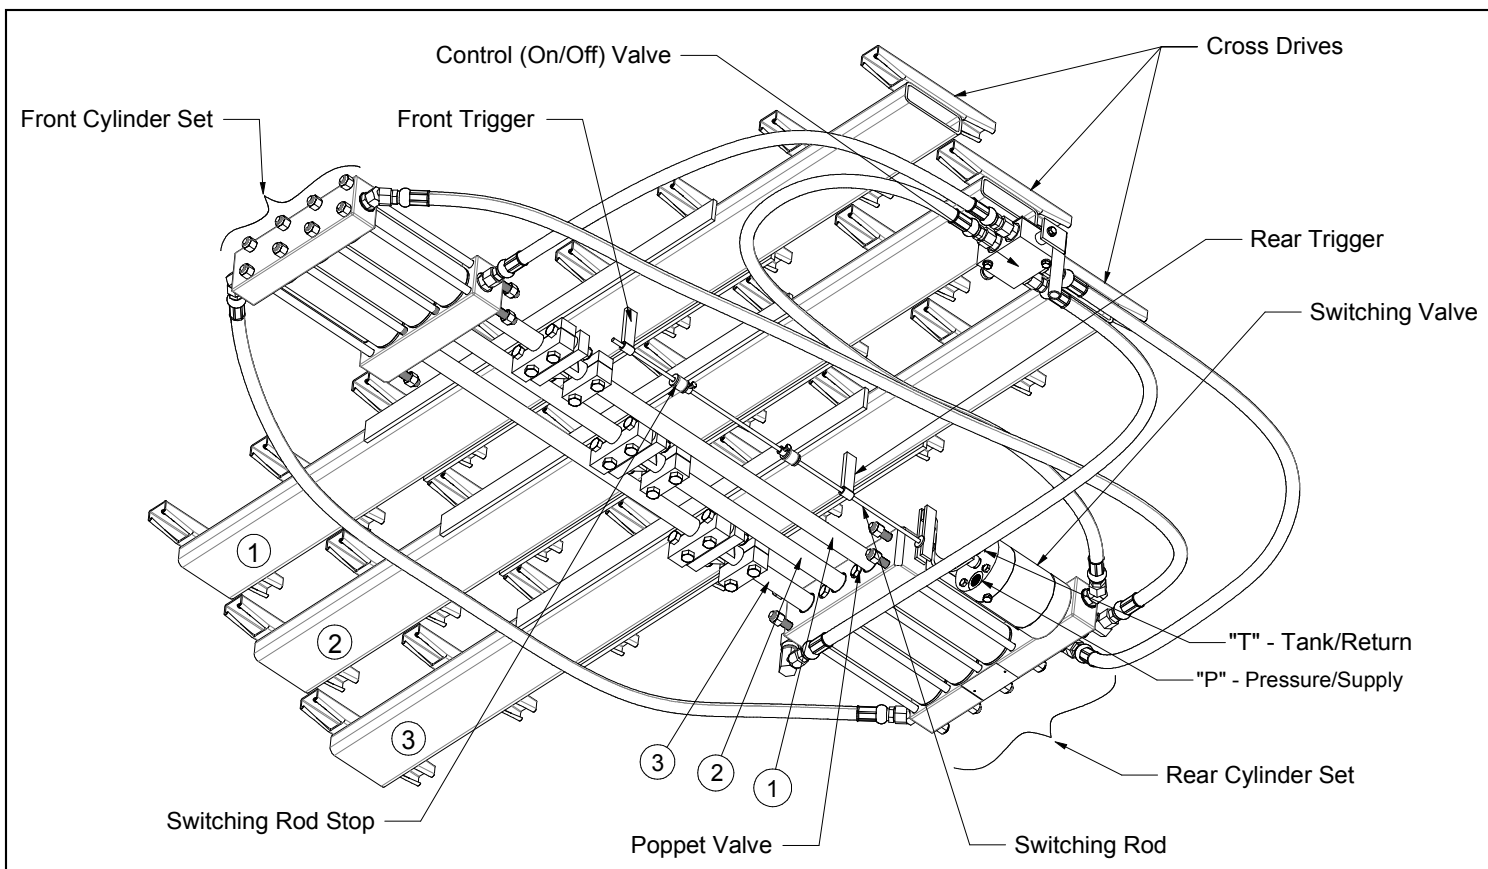 Control (On/Off) Valve
Cross Drives
Front Cylinder Set
Front Trigger
Rear Trigger
Switching Valve
1
2
3
"T" - Tank/Return
"P" - Pressure/Supply
3
2
1
Rear Cylinder Set
Switching Rod Stop
Poppet Valve
Switching Rod